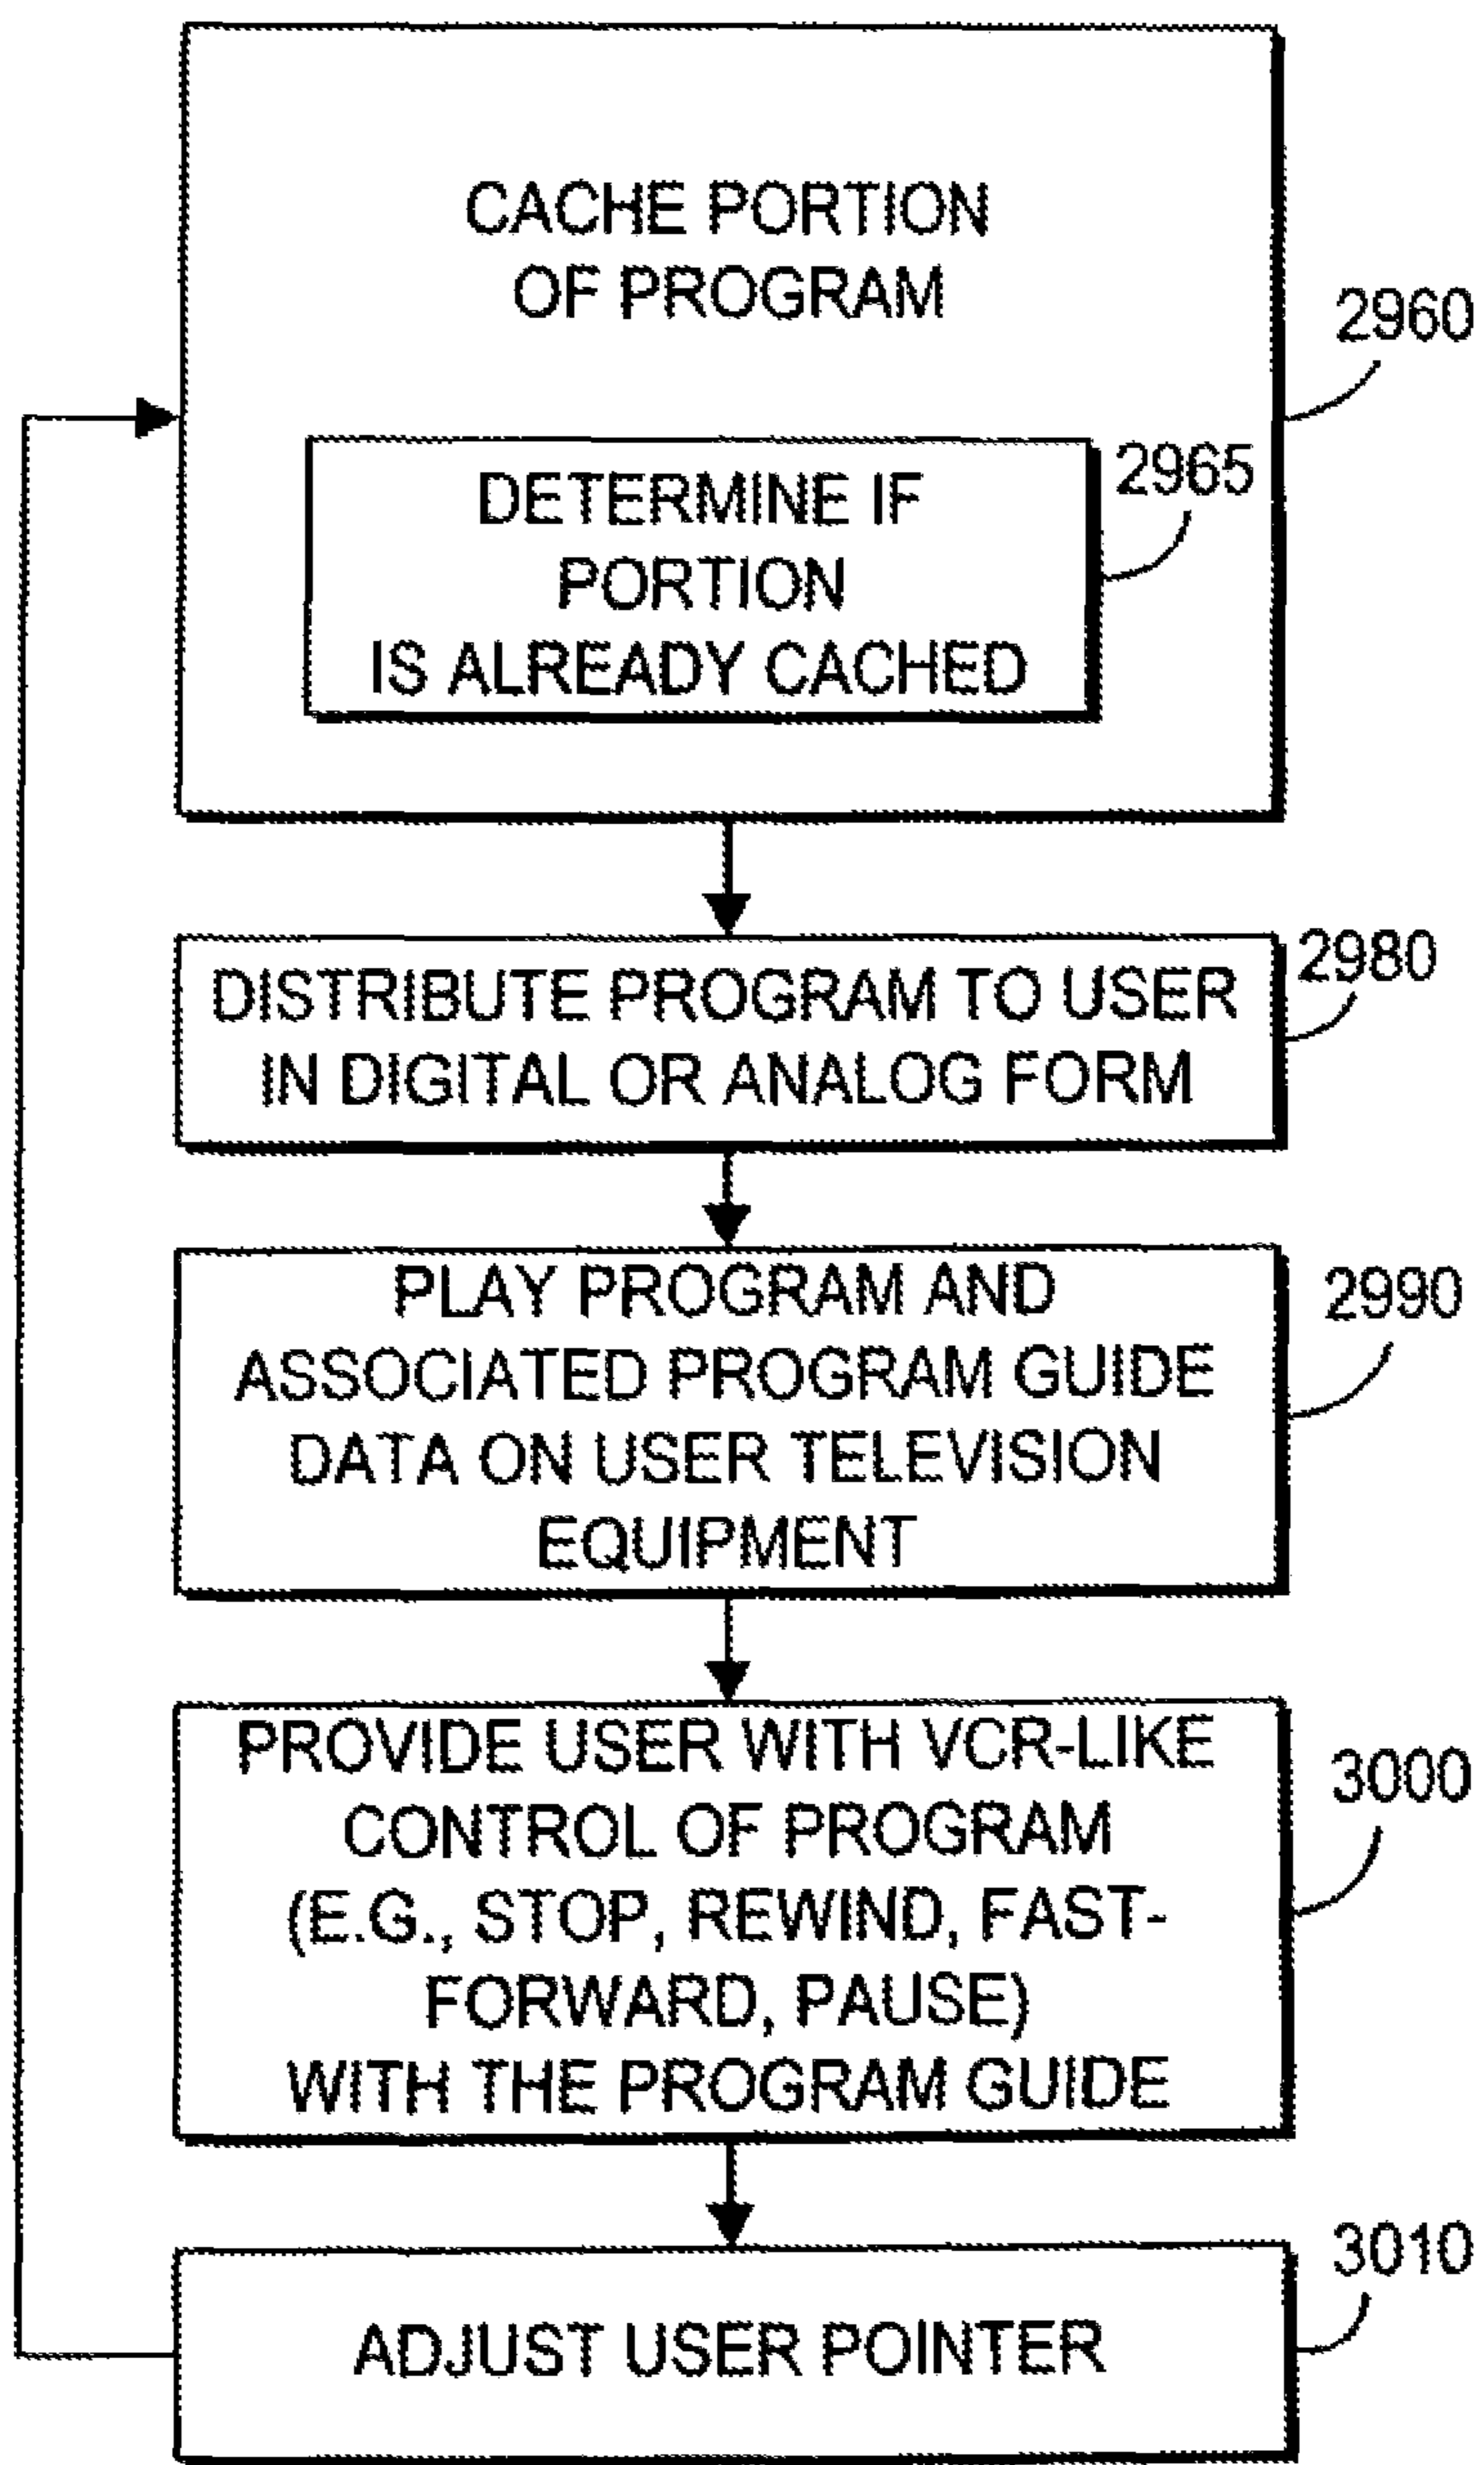 CACHE PORTION
OF PROGRAM
2960
DETERMINE IF
PORTION
IS ALREADY CACHED
2965
DISTRIBUTE PROGRAM TO USER
IN DIGITAL OR ANALOG FORM
2980
PLAY PROGRAM AND
ASSOCIATED PROGRAM GUIDE
DATA ON USER TELEVISION
EQUIPMENT
2990
PROVIDE USER WITH VCR-LIKE
CONTROL OF PROGRAM
(E.G., STOP, REWIND, FAST-
FORWARD, PAUSE)
WITH THE PROGRAM GUIDE
3000
ADJUST USER POINTER
3010